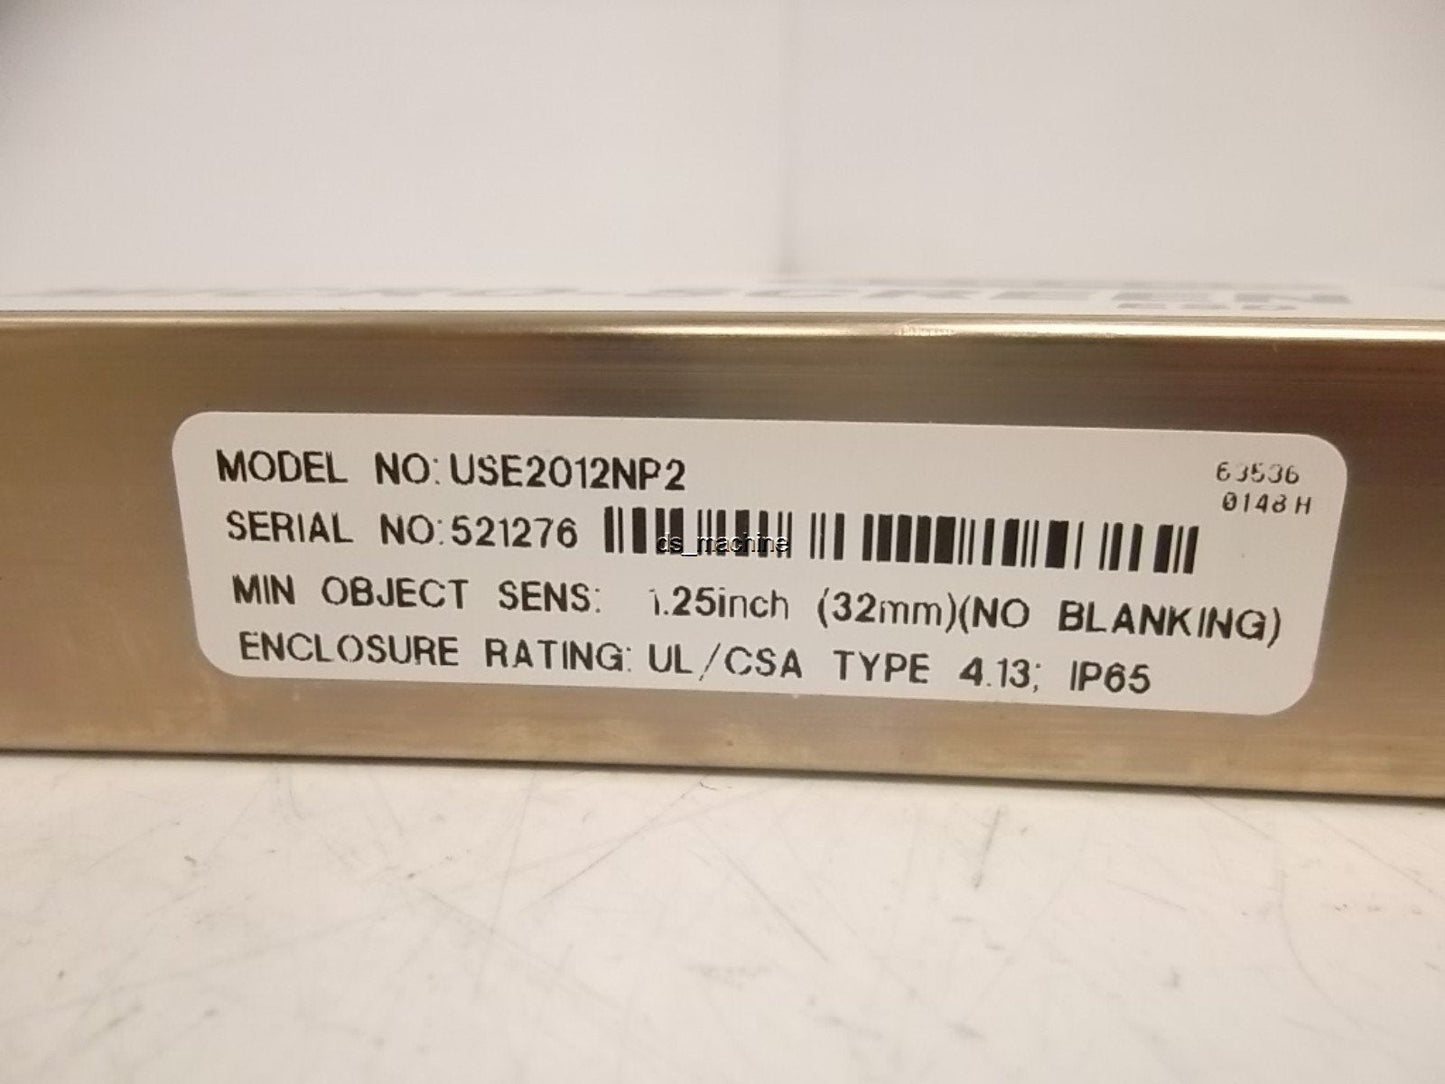 MODEL NO: USE2012NP2
63536
0148 H
SERIAL NO: 521276
ds_machine
MIN OBJECT SENS: 1.25inch (32mm)(NO BLANKING)
ENCLOSURE RATING: UL/CSA TYPE 4.13; IP65